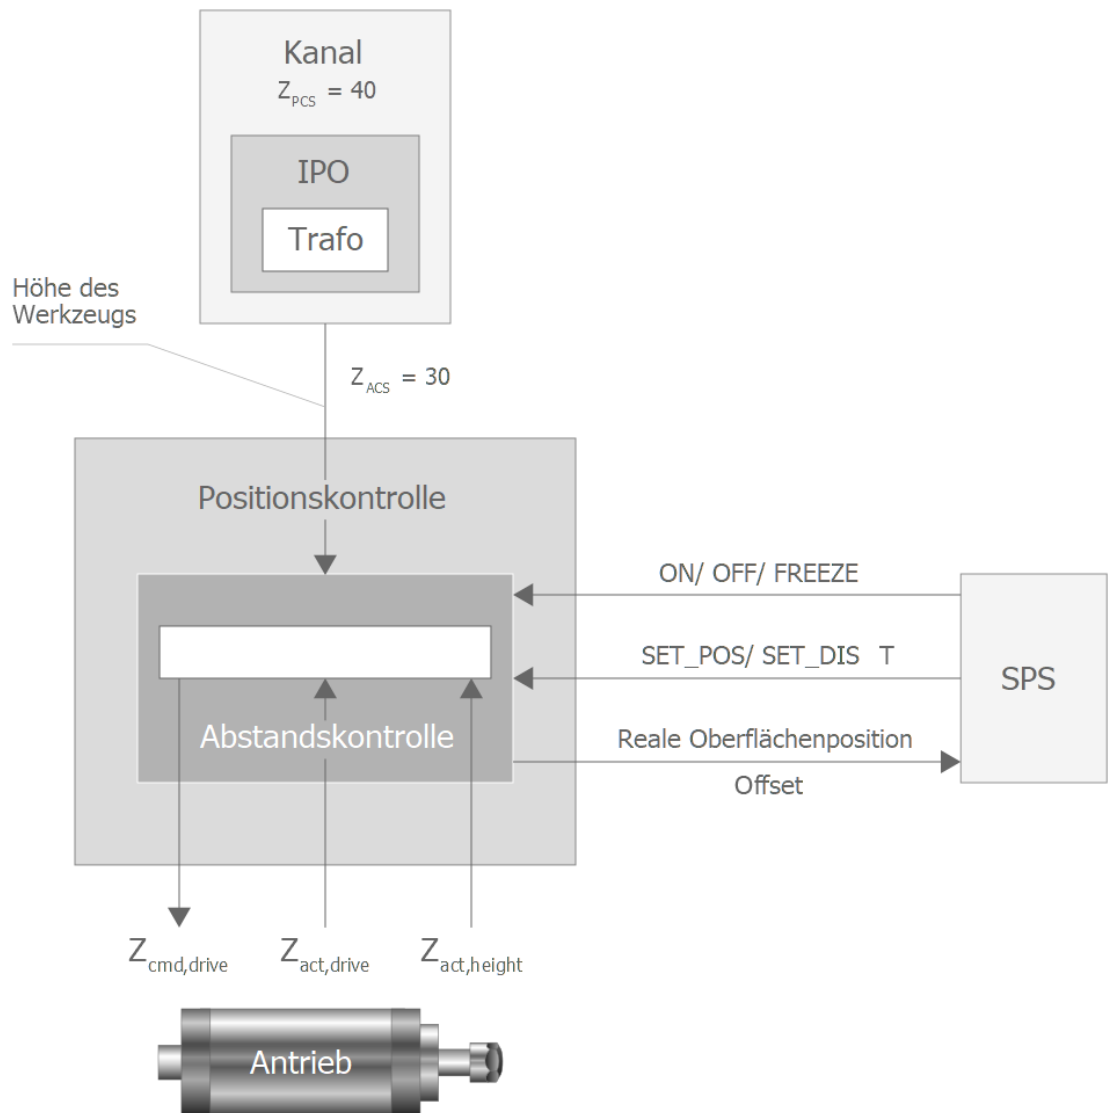 Kanal
Z_PCS = 40
IPO
Trafo
Höhe des
Werkzeugs
Z_ACS = 30
Positionskontrolle
ON/ OFF/ FREEZE
SET_POS/ SET_DIS T
SPS
Abstandskontrolle
Reale Oberflächenposition
Offset
Z_cmd,drive
Z_act,drive
Z_act,height
Antrieb